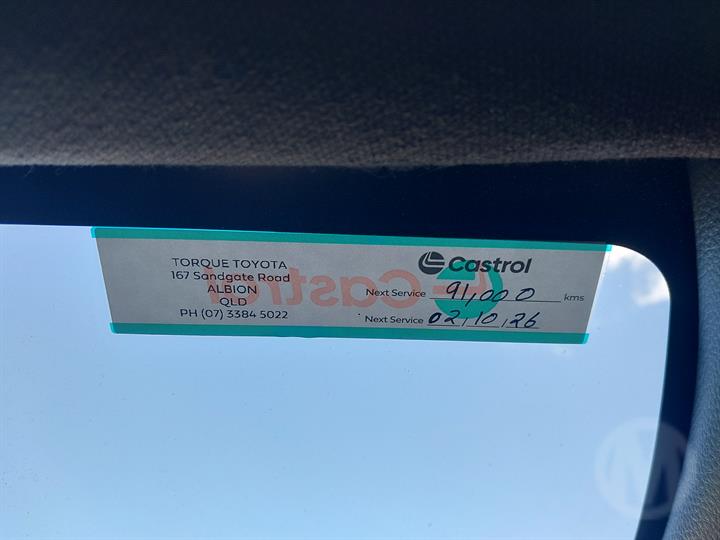 TORQUE TOYOTA
167 Sandgate Road
ALBION
QLD
PH (07) 3384 5022
Castrol
Next Service 91,000 kms
Next Service 02,10,26
Castrol
M